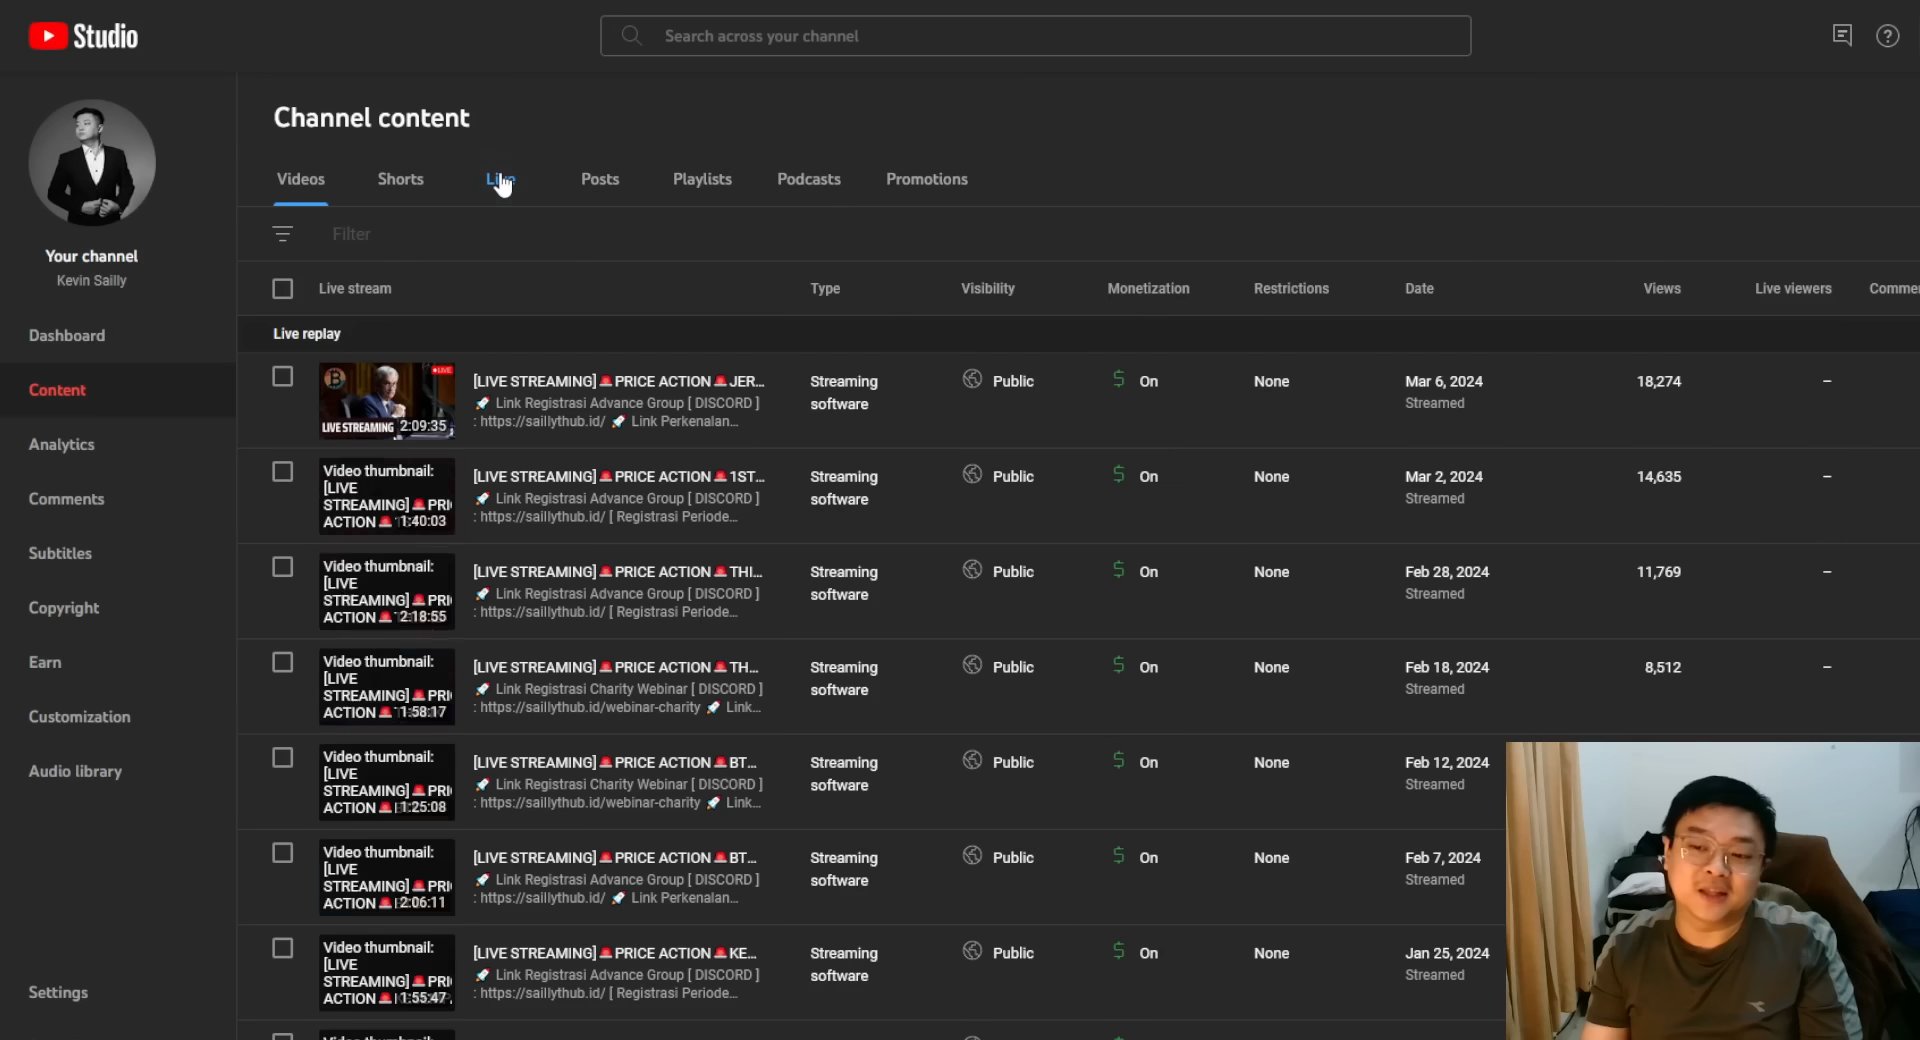 Studio
Search across your channel
Your channel
Kevin Sailly
Dashboard
Content
Analytics
Comments
Subtitles
Copyright
Earn
Customization
Audio library
Settings
Channel content
Videos Shorts Posts Playlists Podcasts Promotions
Filter
Live stream Type Visibility Monetization Restrictions Date Views Live viewers Commen
Live replay
LIVE
LIVE STREAMING 2:09:35
[LIVE STREAMING]🚨PRICE ACTION🚨JER...
🚀 Link Registrasi Advance Group [ DISCORD ]
: https://saillythub.id/ 🚀 Link Perkenalan...
Streaming
software
Public
On
None
Mar 6, 2024
Streamed
18,274
–
Video thumbnail:
[LIVE
STREAMING]🚨PRI
ACTION🚨 1:40:03
[LIVE STREAMING]🚨PRICE ACTION🚨1ST...
🚀 Link Registrasi Advance Group [ DISCORD ]
: https://saillythub.id/ [ Registrasi Periode...
Streaming
software
Public
On
None
Mar 2, 2024
Streamed
14,635
–
Video thumbnail:
[LIVE
STREAMING]🚨PRI
ACTION🚨 2:18:55
[LIVE STREAMING]🚨PRICE ACTION🚨THI...
🚀 Link Registrasi Advance Group [ DISCORD ]
: https://saillythub.id/ [ Registrasi Periode...
Streaming
software
Public
On
None
Feb 28, 2024
Streamed
11,769
–
Video thumbnail:
[LIVE
STREAMING]🚨PRI
ACTION🚨 1:58:17
[LIVE STREAMING]🚨PRICE ACTION🚨TH...
🚀 Link Registrasi Charity Webinar [ DISCORD ]
: https://saillythub.id/webinar-charity 🚀 Link...
Streaming
software
Public
On
None
Feb 18, 2024
Streamed
8,512
–
Video thumbnail:
[LIVE
STREAMING]🚨PRI
ACTION🚨 1:25:08
[LIVE STREAMING]🚨PRICE ACTION🚨BT...
🚀 Link Registrasi Charity Webinar [ DISCORD ]
: https://saillythub.id/webinar-charity 🚀 Link...
Streaming
software
Public
On
None
Feb 12, 2024
Streamed
Video thumbnail:
[LIVE
STREAMING]🚨PRI
ACTION🚨 2:06:11
[LIVE STREAMING]🚨PRICE ACTION🚨BT...
🚀 Link Registrasi Advance Group [ DISCORD ]
: https://saillythub.id/ 🚀 Link Perkenalan...
Streaming
software
Public
On
None
Feb 7, 2024
Streamed
Video thumbnail:
[LIVE
STREAMING]🚨PRI
ACTION🚨 1:55:47
[LIVE STREAMING]🚨PRICE ACTION🚨KE...
🚀 Link Registrasi Advance Group [ DISCORD ]
: https://saillythub.id/ [ Registrasi Periode...
Streaming
software
Public
On
None
Jan 25, 2024
Streamed